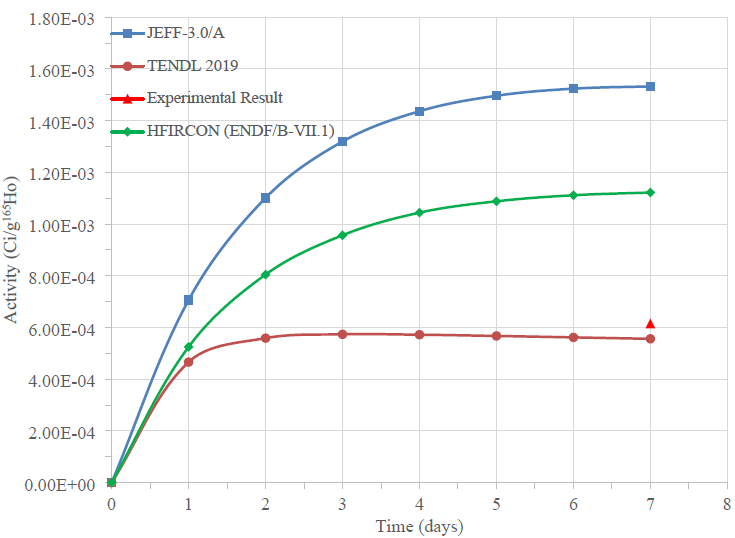 1.80E-03
1.60E-03
1.40E-03
1.20E-03
1.00E-03
8.00E-04
6.00E-04
4.00E-04
2.00E-04
0.00E+00
Activity (Ci/g¹⁶⁵Ho)
JEFF-3.0/A
TENDL 2019
Experimental Result
HFIRCON (ENDF/B-VII.1)
0 1 2 3 4 5 6 7 8
Time (days)